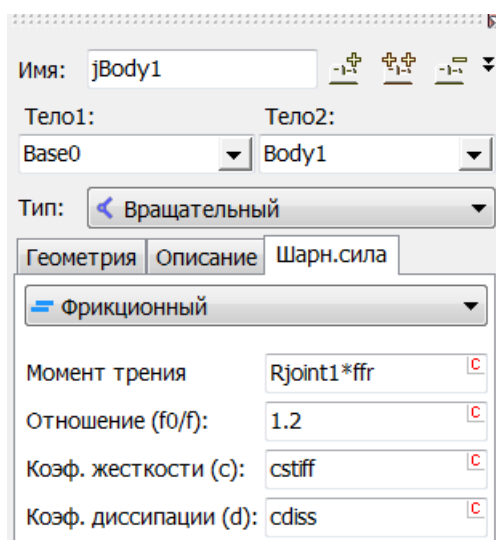 Имя: jBody1
Тело1: Тело2:
Base0 Body1
Тип: Вращательный
Геометрия Описание Шарн.сила
Фрикционный
Момент трения Rjoint1*ffr C
Отношение (f0/f): 1.2 C
Коэф. жесткости (c): cstiff C
Коэф. диссипации (d): cdiss C